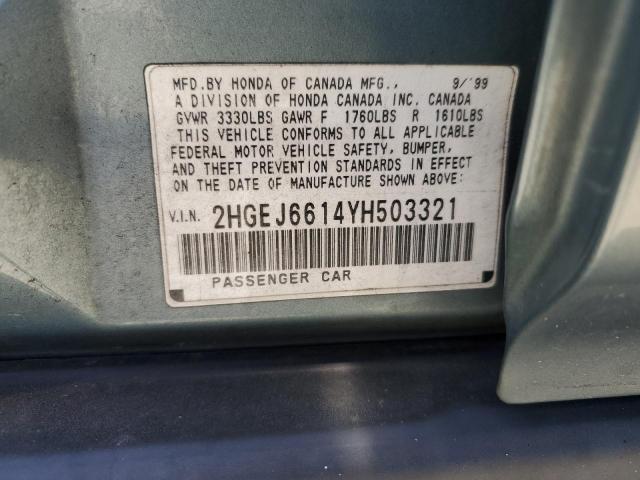 MFD.BY HONDA OF CANADA MFG., 9/'99
A DIVISION OF HONDA CANADA INC. CANADA
GVWR 3330LBS GAWR F 1760LBS R 1610LBS
THIS VEHICLE CONFORMS TO ALL APPLICABLE
FEDERAL MOTOR VEHICLE SAFETY, BUMPER,
AND THEFT PREVENTION STANDARDS IN EFFECT
ON THE DATE OF MANUFACTURE SHOWN ABOVE:
V.I.N. 2HGEJ6614YH503321
PASSENGER CAR